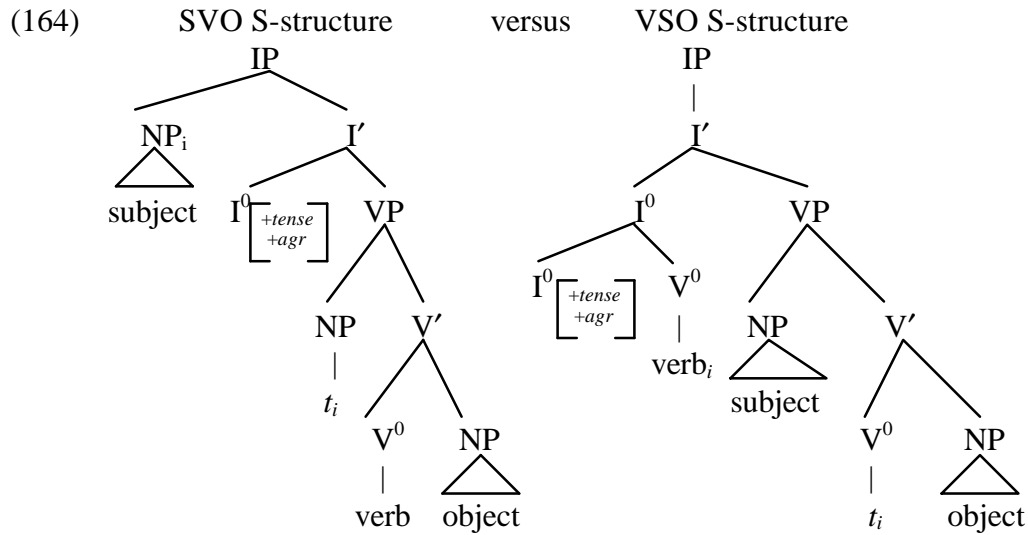 (164) SVO S-structure versus VSO S-structure
IP IP
|
NPi I′ I′
subject I0 [+tense +agr] VP I0 VP
NP V′ I0 [+tense +agr] V0 NP V′
| | subject
ti verbi
V0 NP V0 NP
| |
verb object ti object